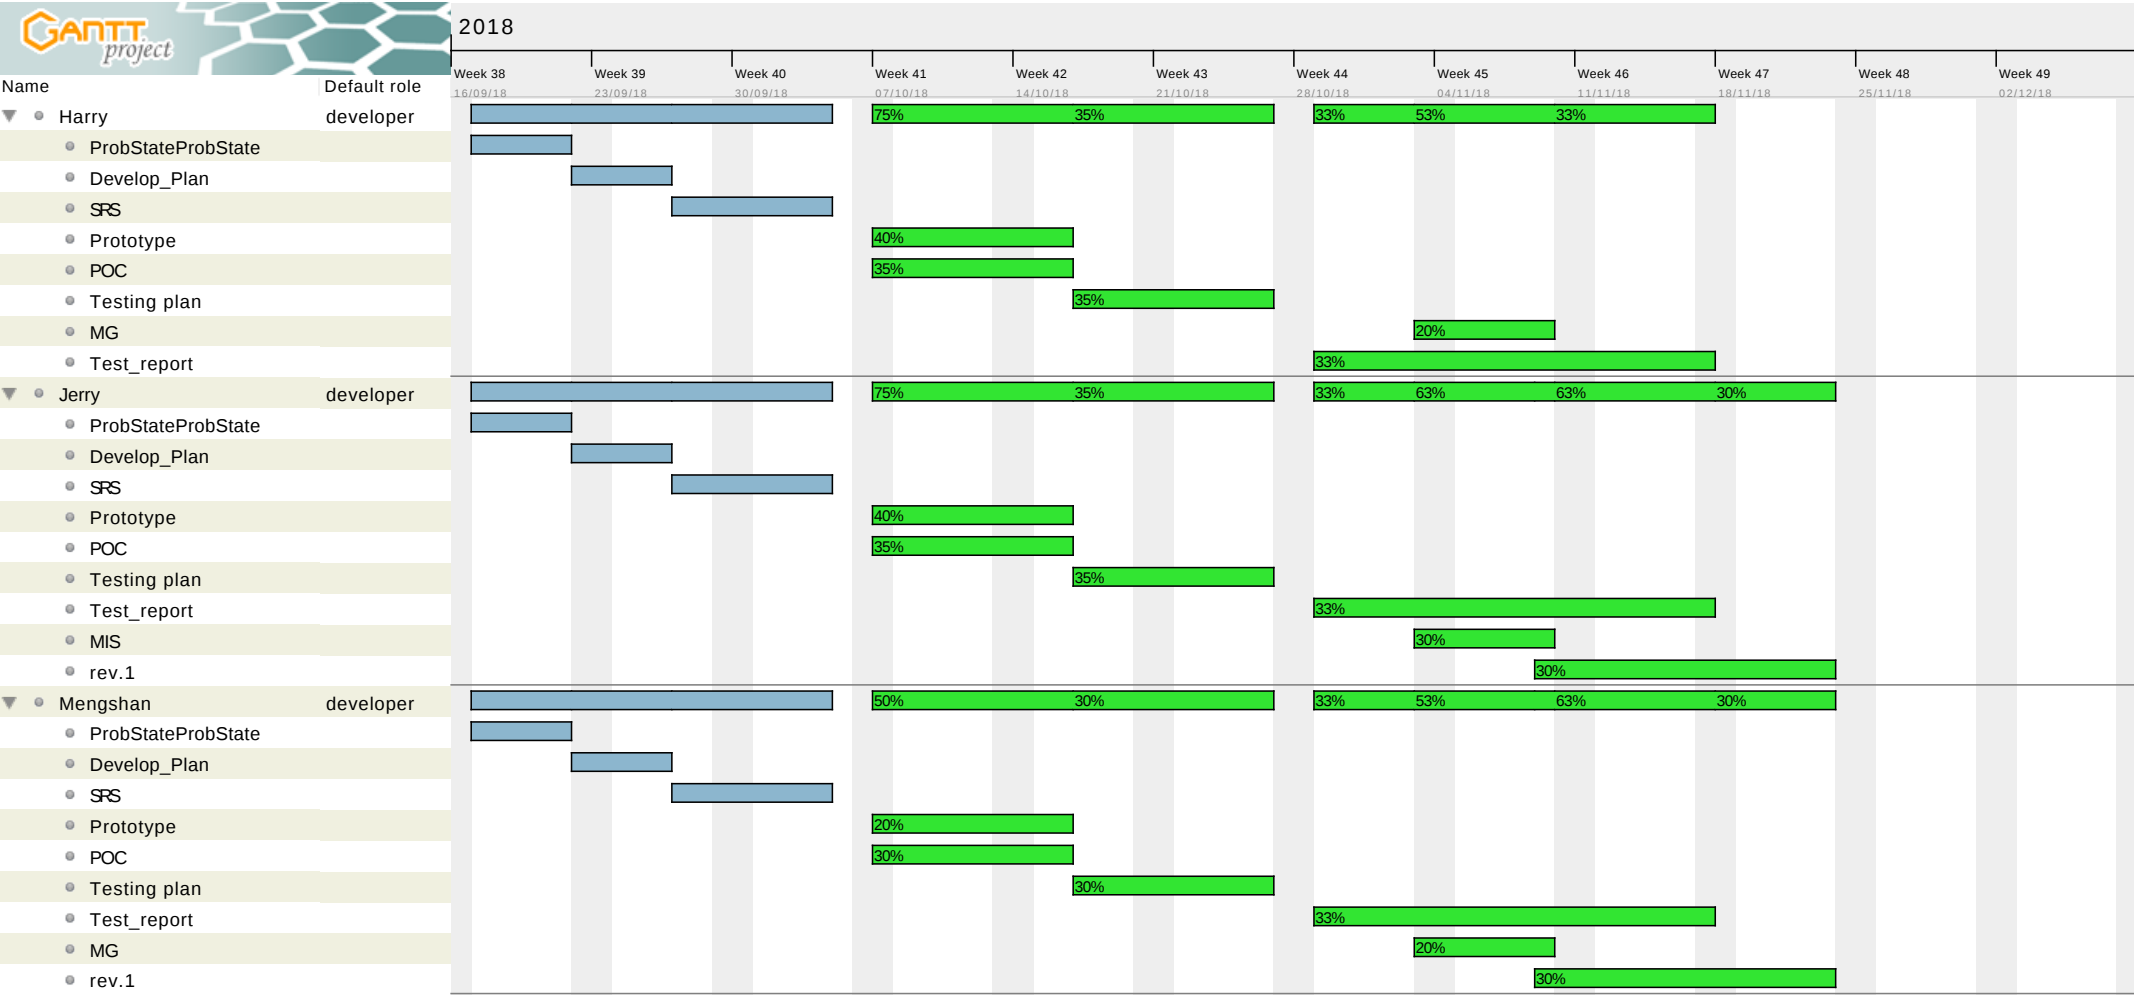 GANTT
project
2018
Week 38 Week 39 Week 40 Week 41 Week 42 Week 43 Week 44 Week 45 Week 46 Week 47 Week 48 Week 49
Name Default role 16/09/18 23/09/18 30/09/18 07/10/18 14/10/18 21/10/18 28/10/18 04/11/18 11/11/18 18/11/18 25/11/18 02/12/18
Harry developer 75% 35% 33% 53% 33%
ProbStateProbState
Develop_Plan
SRS
Prototype 40%
POC 35%
Testing plan 35%
MG 20%
Test_report 33%
Jerry developer 75% 35% 33% 63% 63% 30%
ProbStateProbState
Develop_Plan
SRS
Prototype 40%
POC 35%
Testing plan 35%
Test_report 33%
MIS 30%
rev.1 30%
Mengshan developer 50% 30% 33% 53% 63% 30%
ProbStateProbState
Develop_Plan
SRS
Prototype 20%
POC 30%
Testing plan 30%
Test_report 33%
MG 20%
rev.1 30%